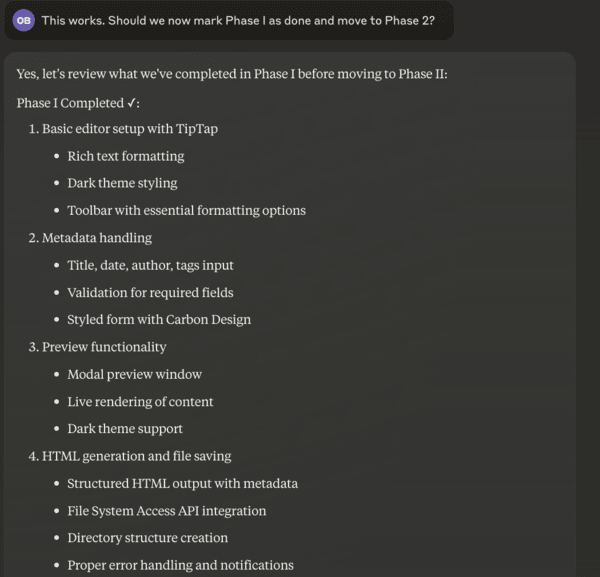 OB This works. Should we now mark Phase I as done and move to Phase 2?
Yes, let's review what we've completed in Phase I before moving to Phase II:
Phase I Completed ✓:
1. Basic editor setup with TipTap
• Rich text formatting
• Dark theme styling
• Toolbar with essential formatting options
2. Metadata handling
• Title, date, author, tags input
• Validation for required fields
• Styled form with Carbon Design
3. Preview functionality
• Modal preview window
• Live rendering of content
• Dark theme support
4. HTML generation and file saving
• Structured HTML output with metadata
• File System Access API integration
• Directory structure creation
• Proper error handling and notifications